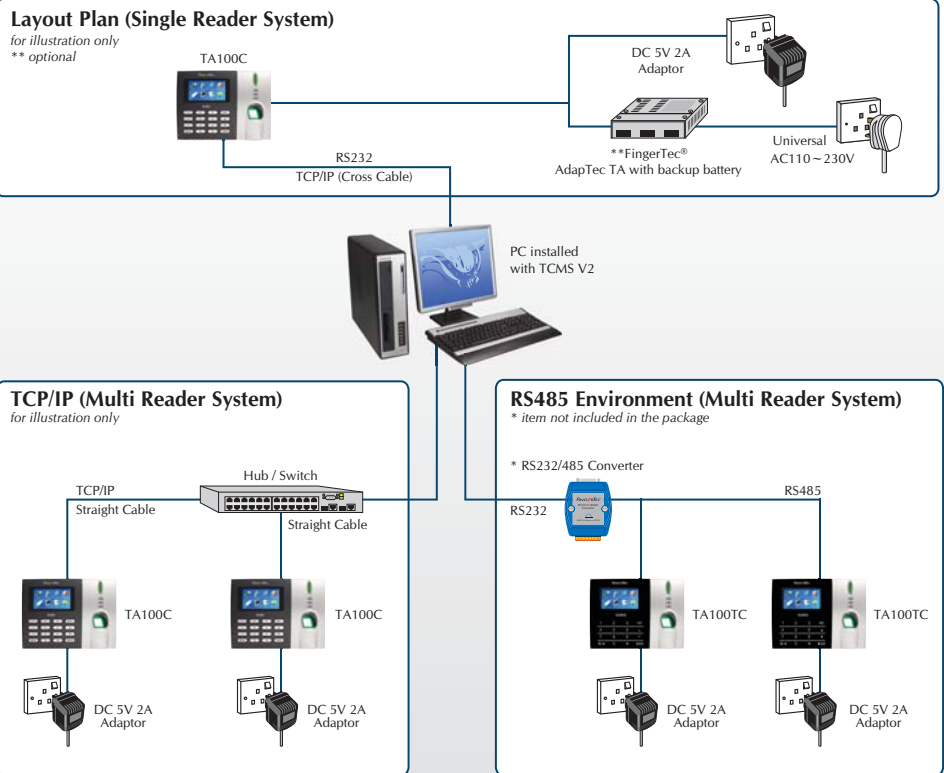 Layout Plan (Single Reader System)
for illustration only
** optional
TA100C
DC 5V 2A
Adaptor
**FingerTec®
AdapTec TA with backup battery
Universal
AC110 ~ 230V
RS232
TCP/IP (Cross Cable)
PC installed
with TCMS V2
TCP/IP (Multi Reader System)
for illustration only
Hub / Switch
TCP/IP
Straight Cable
Straight Cable
TA100C
TA100C
DC 5V 2A
Adaptor
DC 5V 2A
Adaptor
RS485 Environment (Multi Reader System)
* item not included in the package
* RS232/485 Converter
RS232
FingerTec
RS485
TA100TC
TA100TC
DC 5V 2A
Adaptor
DC 5V 2A
Adaptor